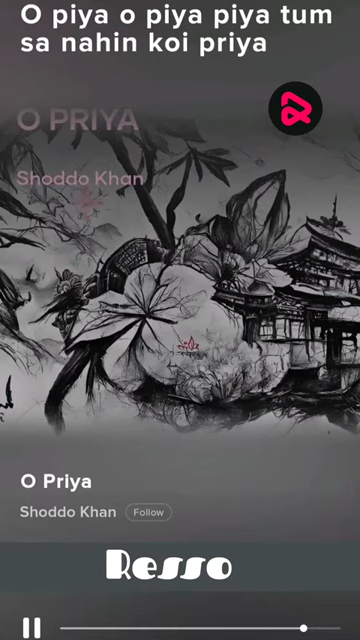 O piya o piya piya tum
sa nahin koi priya
O PRIYA
Shoddo Khan
O Priya
Shoddo Khan Follow
Resso